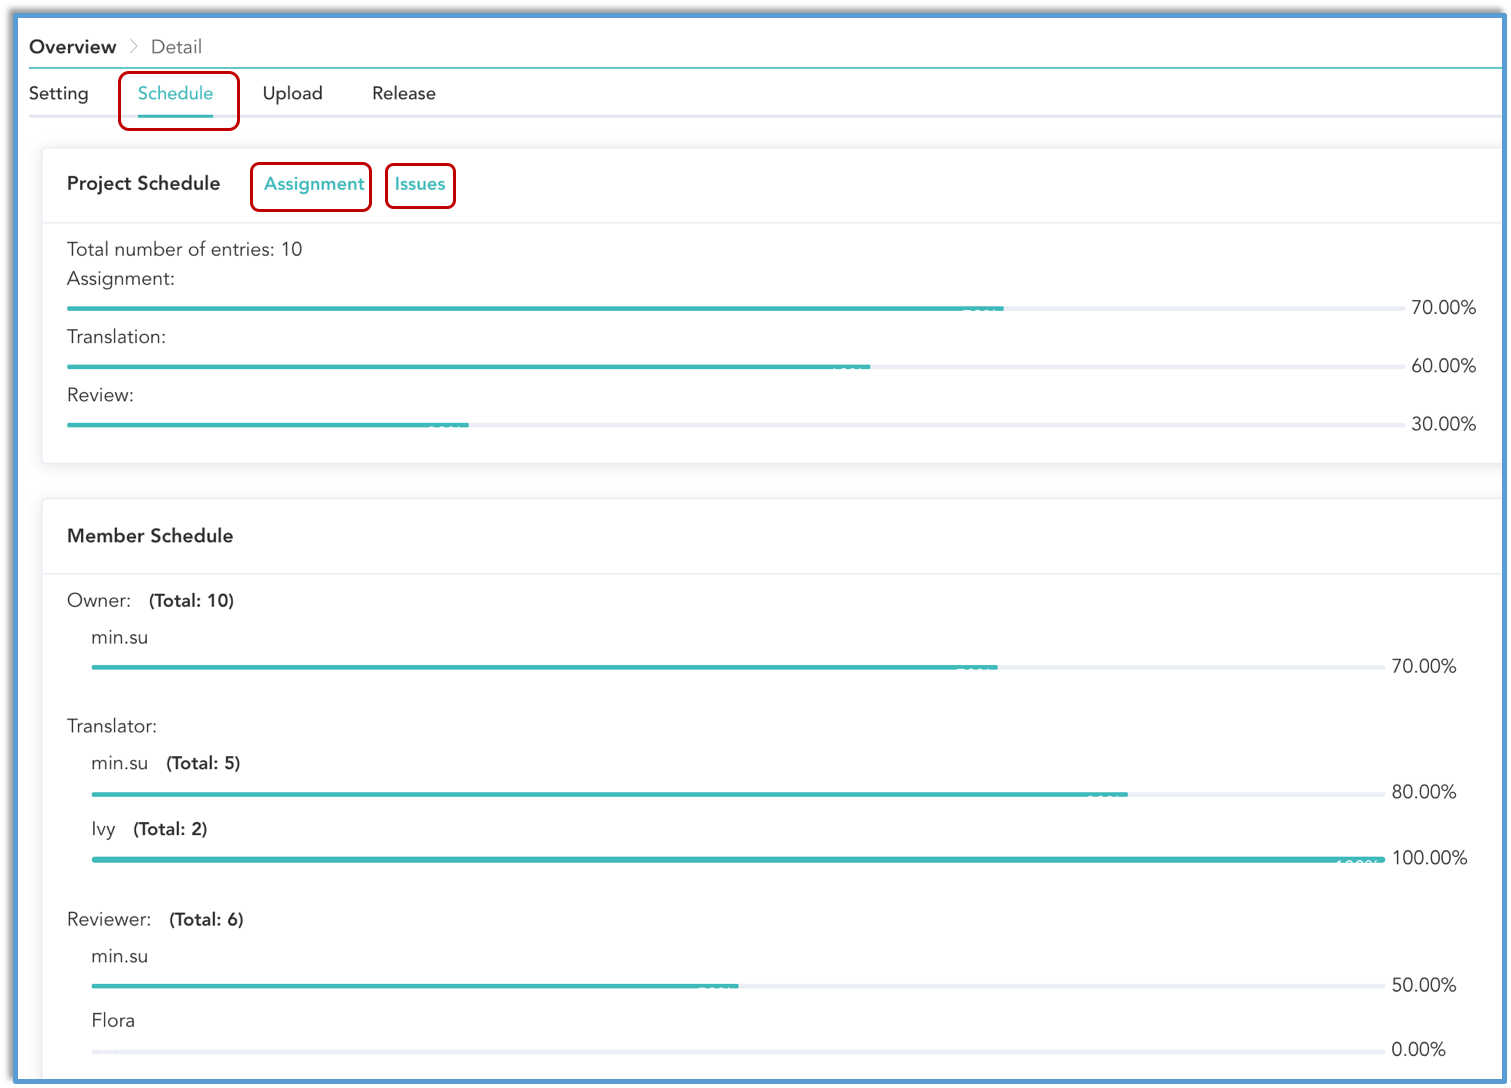 Overview > Detail
Setting Schedule Upload Release
Project Schedule Assignment Issues
Total number of entries: 10
Assignment:
70.00%
Translation:
60.00%
Review:
30.00%
Member Schedule
Owner: (Total: 10)
min.su
70.00%
Translator:
min.su (Total: 5)
80.00%
Ivy (Total: 2)
100.00%
Reviewer: (Total: 6)
min.su
50.00%
Flora
0.00%